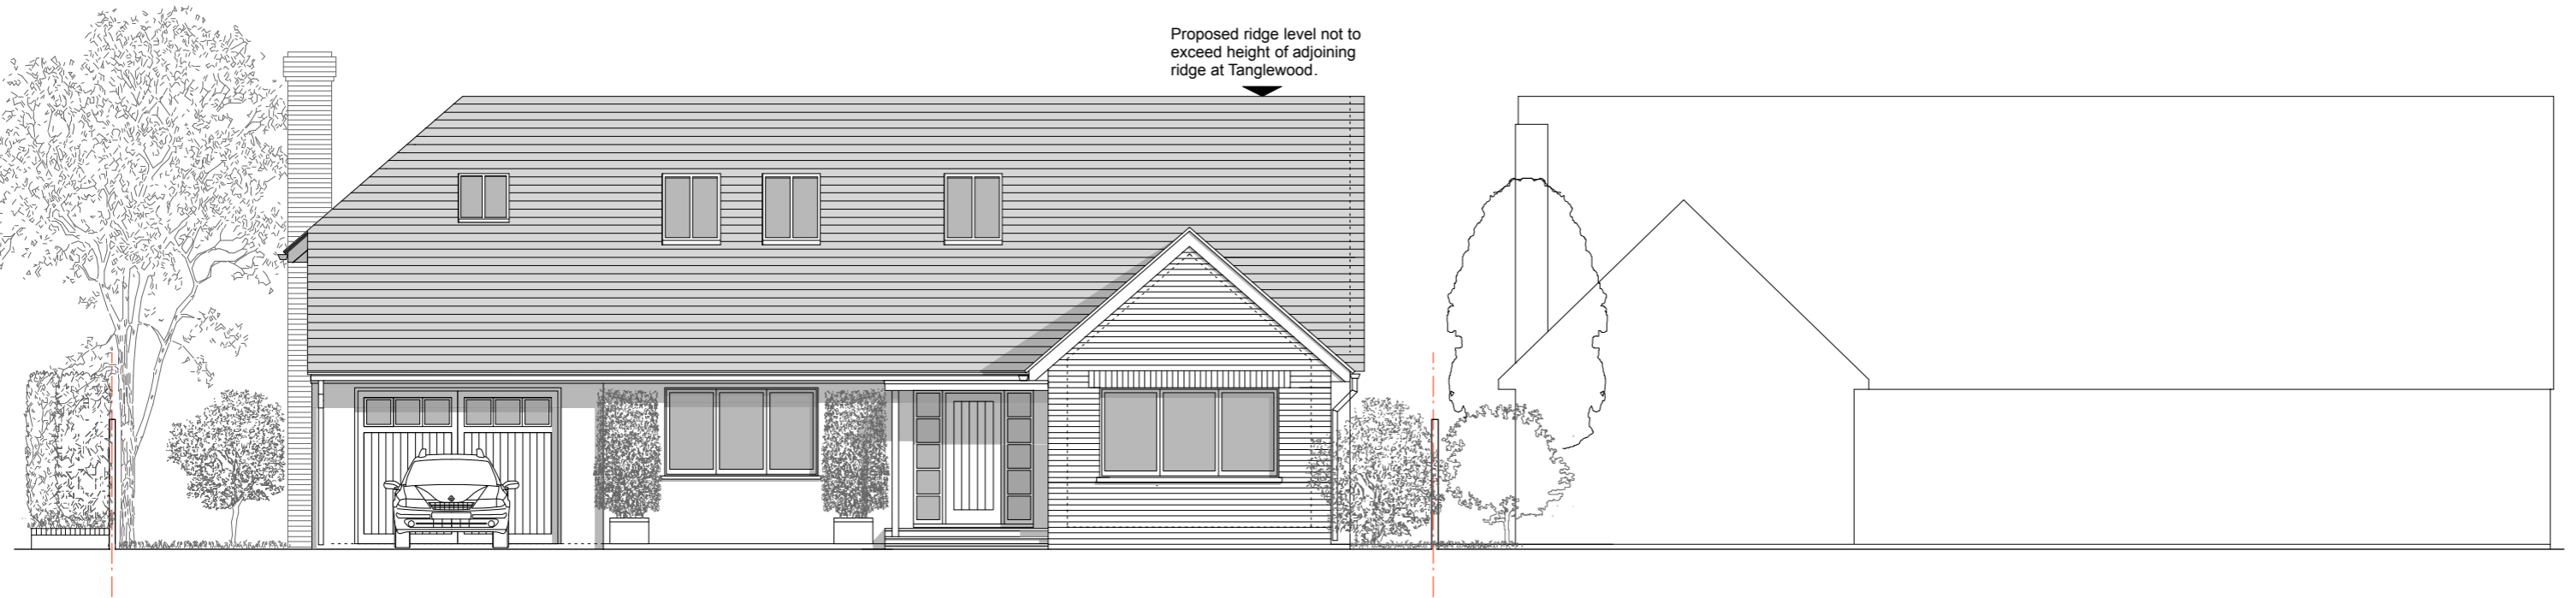 Proposed ridge level not to
exceed height of adjoining
ridge at Tanglewood.